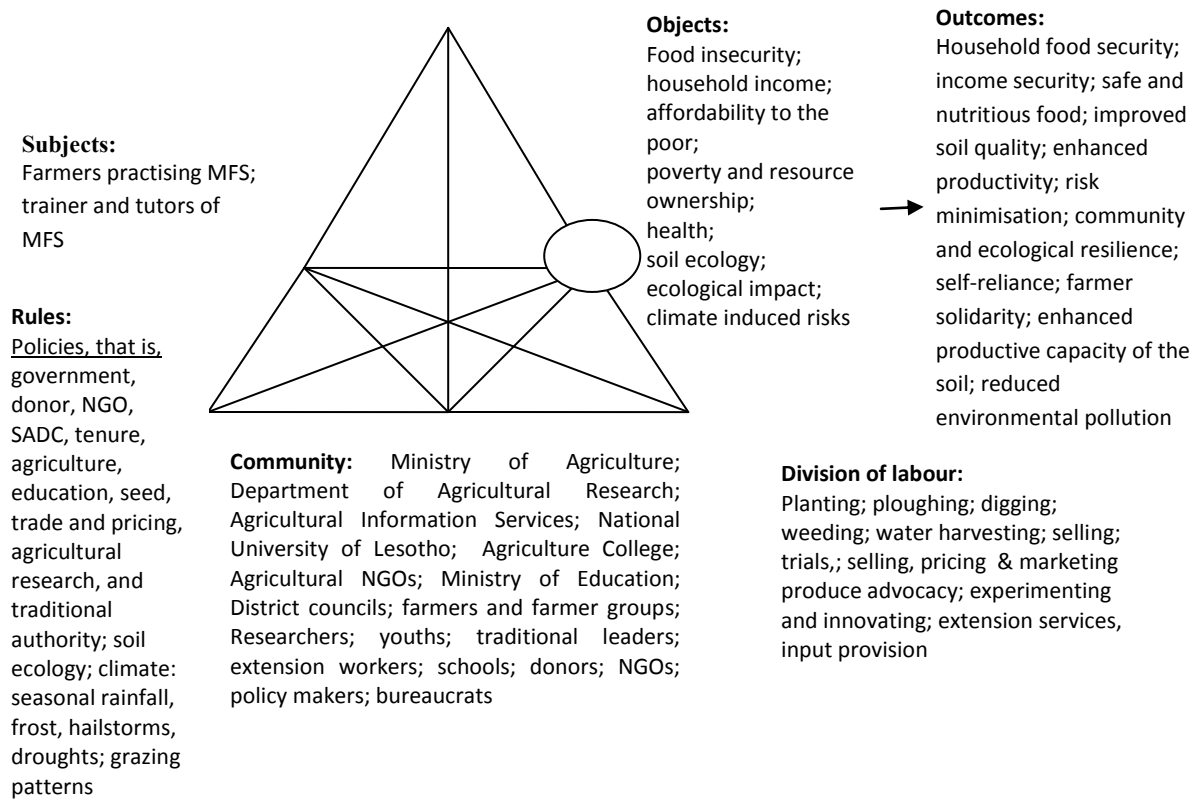 Subjects:
Farmers practising MFS;
trainer and tutors of
MFS
Objects:
Food insecurity;
household income;
affordability to the
poor;
poverty and resource
ownership;
health;
soil ecology;
ecological impact;
climate induced risks
Outcomes:
Household food security;
income security; safe and
nutritious food; improved
soil quality; enhanced
productivity; risk
minimisation; community
and ecological resilience;
self-reliance; farmer
solidarity; enhanced
productive capacity of the
soil; reduced
environmental pollution
Rules:
Policies, that is,
government,
donor, NGO,
SADC, tenure,
agriculture,
education, seed,
trade and pricing,
agricultural
research, and
traditional
authority; soil
ecology; climate:
seasonal rainfall,
frost, hailstorms,
droughts; grazing
patterns
Community: Ministry of Agriculture;
Department of Agricultural Research;
Agricultural Information Services; National
University of Lesotho; Agriculture College;
Agricultural NGOs; Ministry of Education;
District councils; farmers and farmer groups;
Researchers; youths; traditional leaders;
extension workers; schools; donors; NGOs;
policy makers; bureaucrats
Division of labour:
Planting; ploughing; digging;
weeding; water harvesting; selling;
trials,; selling, pricing & marketing
produce advocacy; experimenting
and innovating; extension services,
input provision